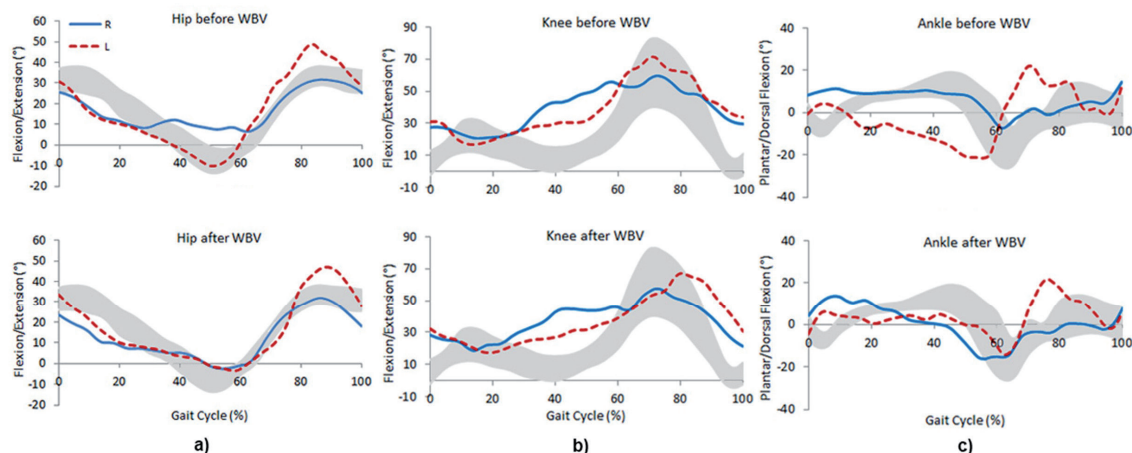 Hip before WBV
R
L
Flexion/Extension (°)
60
50
40
30
20
10
0
-10
-20
0 20 40 60 80 100
Knee before WBV
Flexion/Extension (°)
90
70
50
30
10
-10
0 20 40 60 80 100
Ankle before WBV
Plantar/Dorsal Flexion (°)
40
20
0
-20
-40
0 20 40 60 80 100
Hip after WBV
Flexion/Extension (°)
60
50
40
30
20
10
0
-10
-20
0 20 40 60 80 100
Gait Cycle (%)
Knee after WBV
Flexion/Extension (°)
90
70
50
30
10
-10
0 20 40 60 80 100
Gait Cycle (%)
Ankle after WBV
Plantar/Dorsal Flexion (°)
40
20
0
-20
-40
0 20 40 60 80 100
Gait Cycle (%)
a)
b)
c)